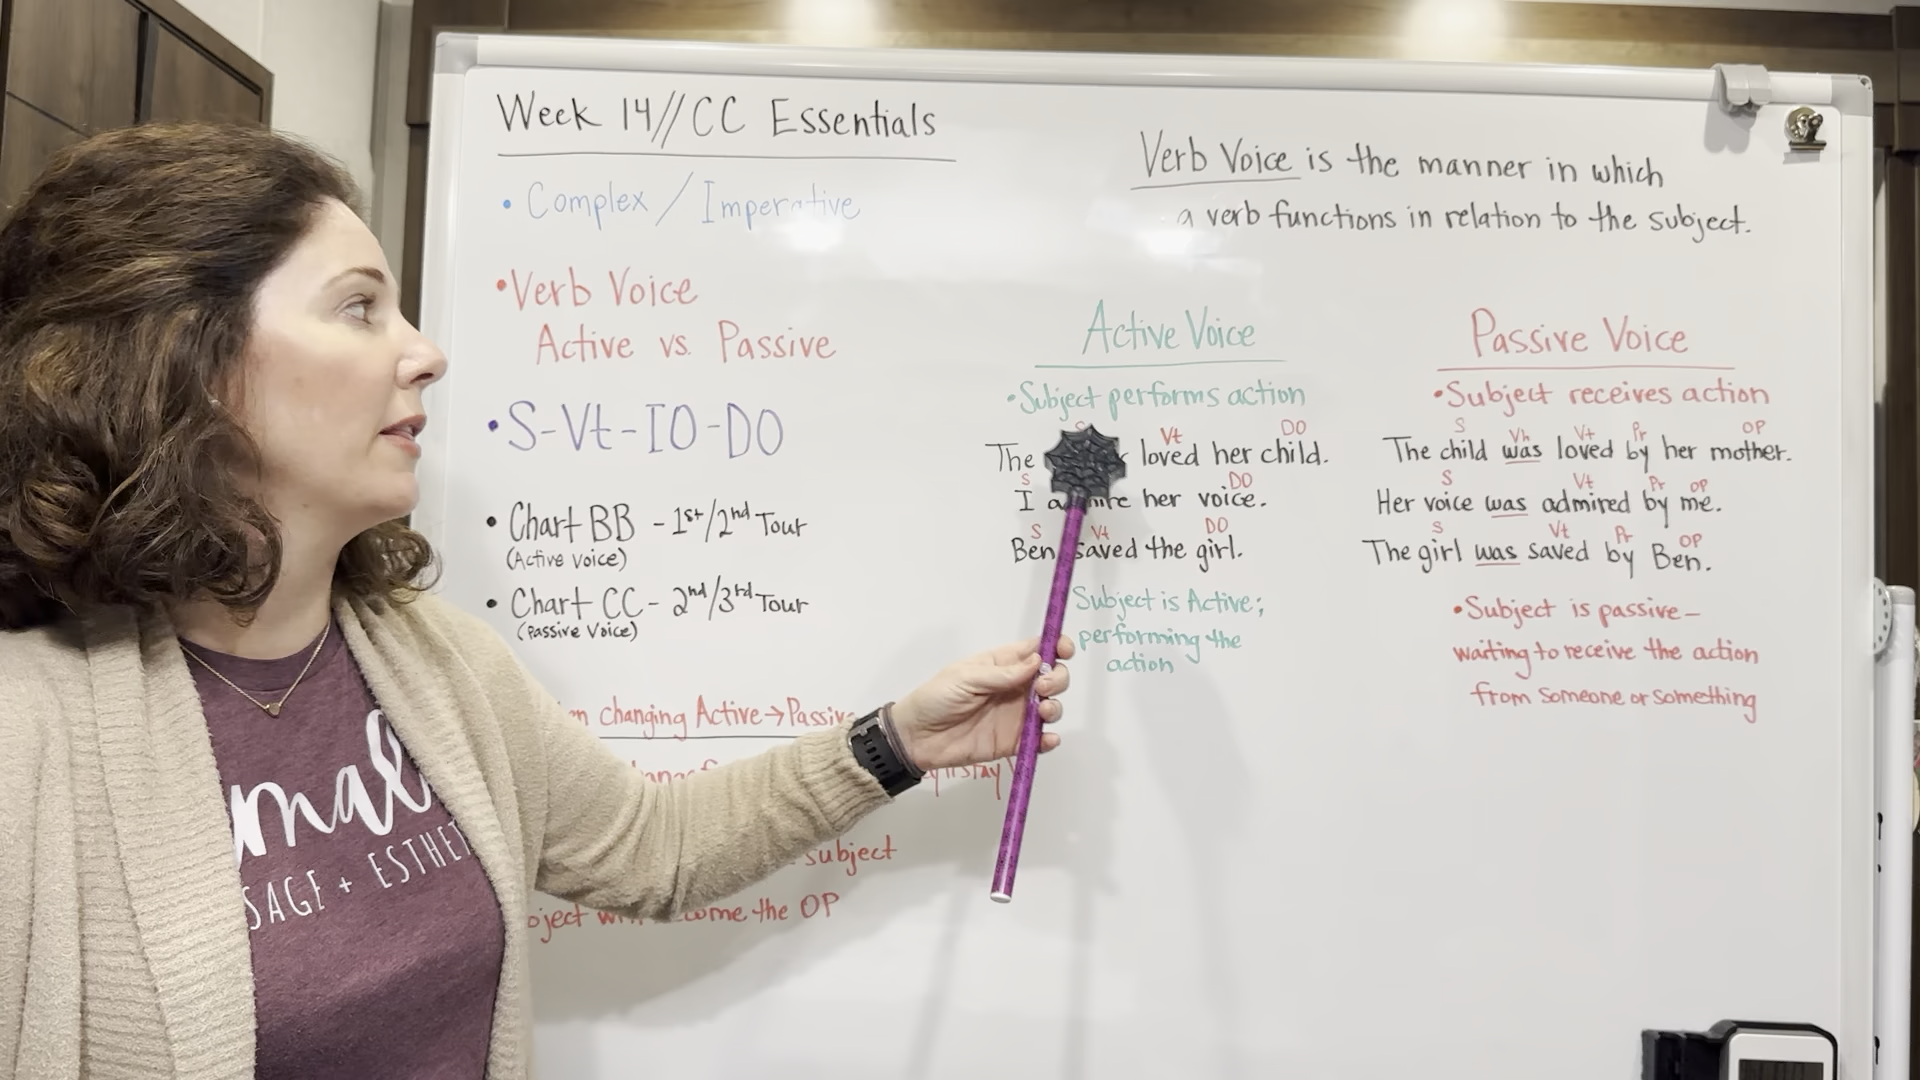 Week 14//CC Essentials
• Complex / Imperative
• Verb Voice
Active vs. Passive
• S-Vt-IO-DO
• Chart BB - 1st/2nd Tour
(Active Voice)
• Chart CC - 2nd/3rd Tour
(Passive Voice)
changing Active → Passive
stay
subject
the OP
Verb Voice is the manner in which
a verb functions in relation to the subject.
Active Voice
• Subject performs action
Vt DO
The loved her child.
S DO
I her voice.
S Vt DO
Ben saved the girl.
Subject is Active;
performing the
action
Passive Voice
• Subject receives action
S Vh Vt Pr OP
The child was loved by her mother.
S Vt Pr OP
Her voice was admired by me.
S Vt Pr OP
The girl was saved by Ben.
• Subject is passive –
waiting to receive the action
from someone or something
SAGE + ESTHE